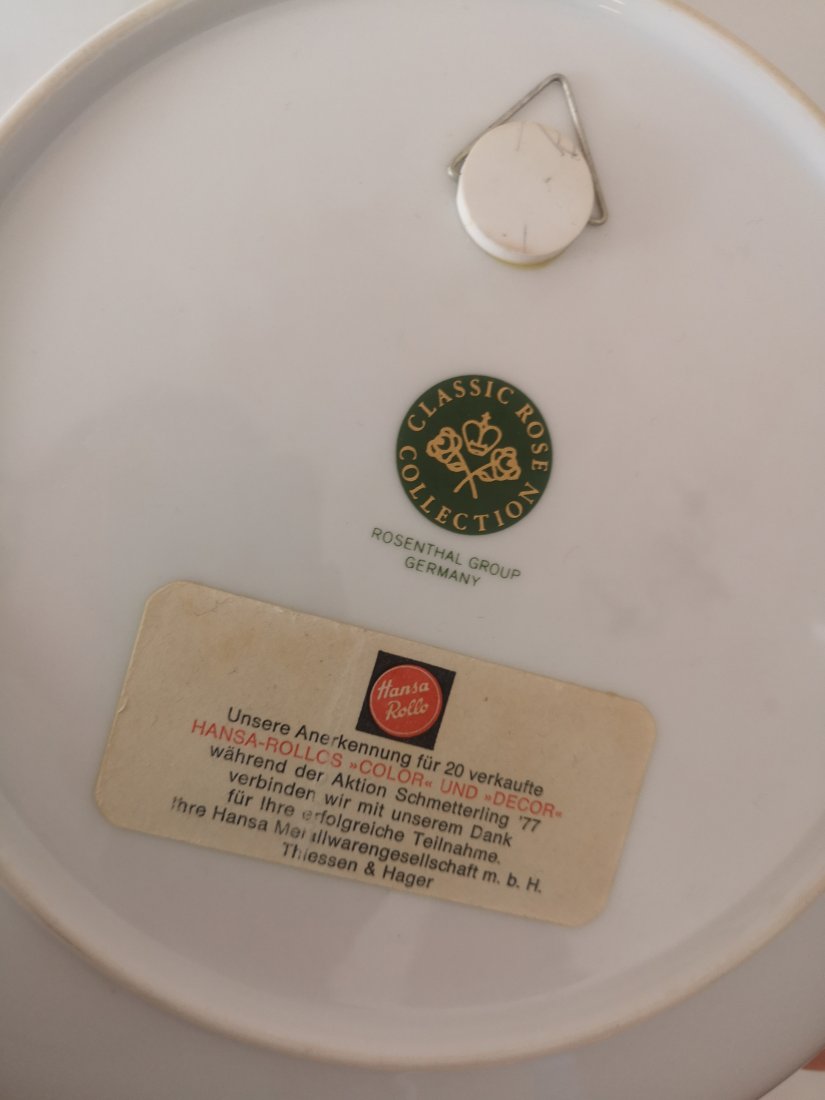 CLASSIC ROSE
COLLECTION
ROSENTHAL GROUP
GERMANY
Hansa
Rollo
Unsere Anerkennung für 20 verkaufte
HANSA-ROLLOS »COLOR« UND »DECOR«
während der Aktion Schmetterling '77
verbinden wir mit unserem Dank
für Ihre erfolgreiche Teilnahme.
Ihre Hansa Metallwarengesellschaft m. b. H.
Thiessen & Hager